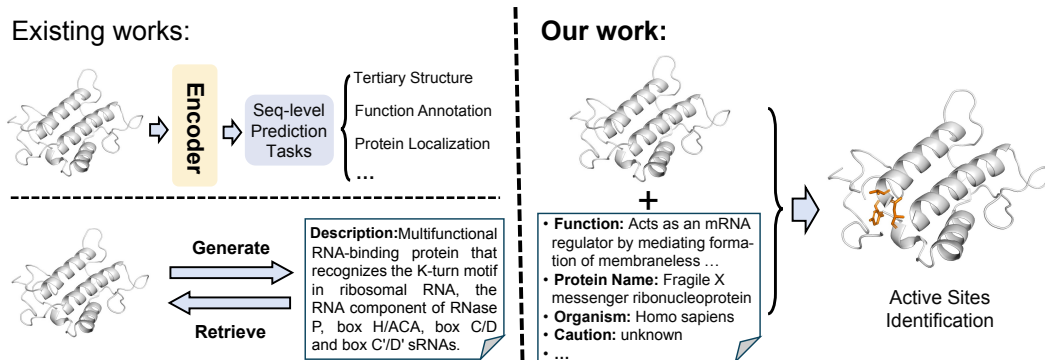 Existing works:
Encoder
Seq-level
Prediction
Tasks
Tertiary Structure
Function Annotation
Protein Localization
...
Generate
Retrieve
Description:Multifunctional
RNA-binding protein that
recognizes the K-turn motif
in ribosomal RNA, the
RNA component of RNase
P, box H/ACA, box C/D
and box C'/D' sRNAs.
Our work:
+
• Function: Acts as an mRNA
regulator by mediating forma-
tion of membraneless ...
• Protein Name: Fragile X
messenger ribonucleoprotein
• Organism: Homo sapiens
• Caution: unknown
• ...
Active Sites
Identification